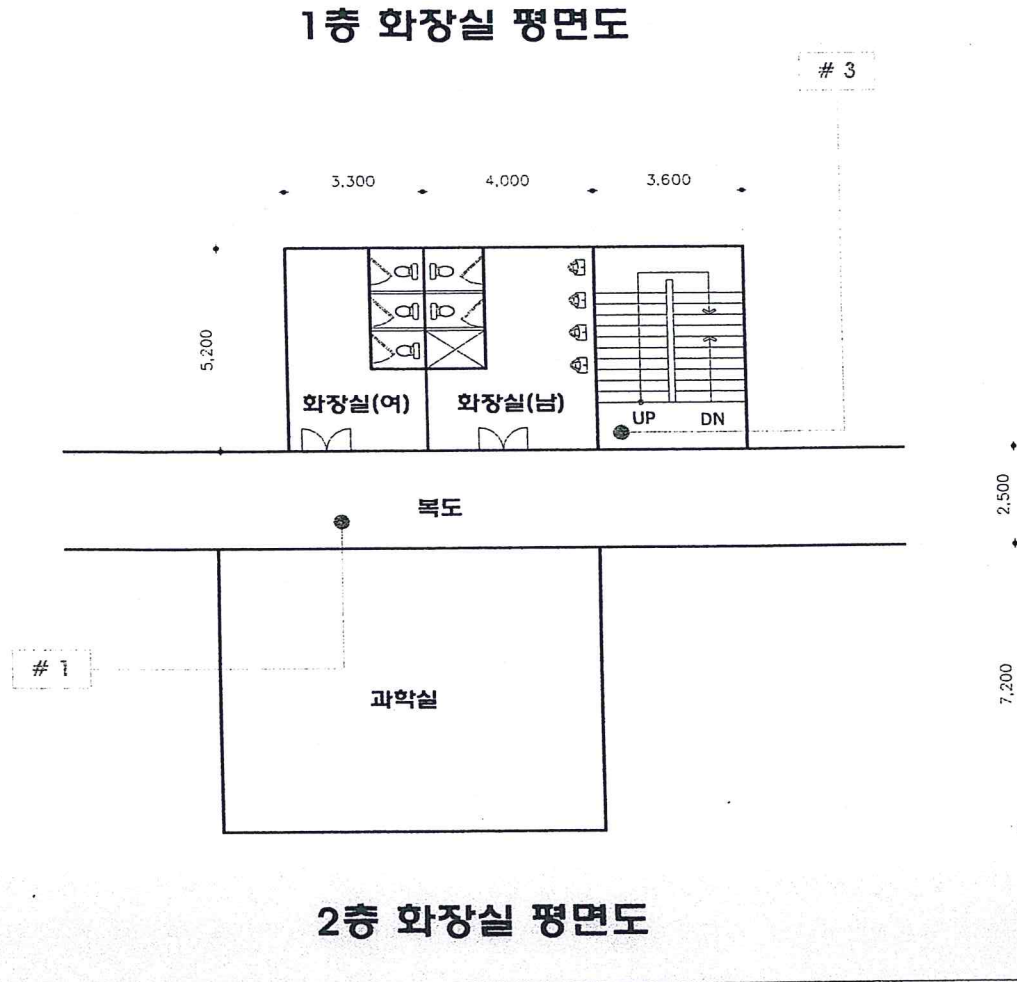 1층 화장실 평면도
# 3
3,300
4,000
3,600
5,200
화장실(여)
화장실(남)
UP
DN
복도
2,500
# 1
과학실
7,200
2층 화장실 평면도